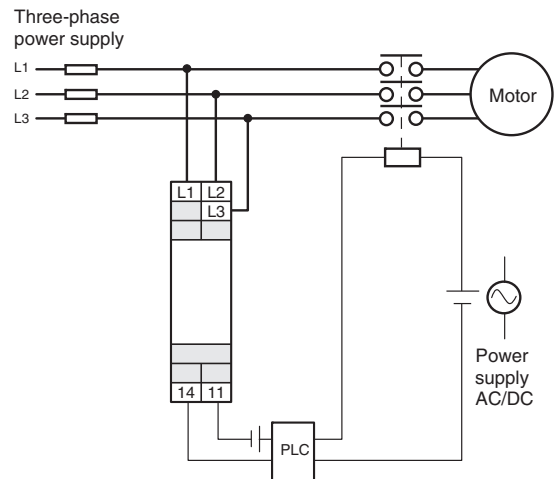 Three-phase
power supply
L1
L2
L3
Motor
L1 L2
L3
14 11
PLC
Power
supply
AC/DC